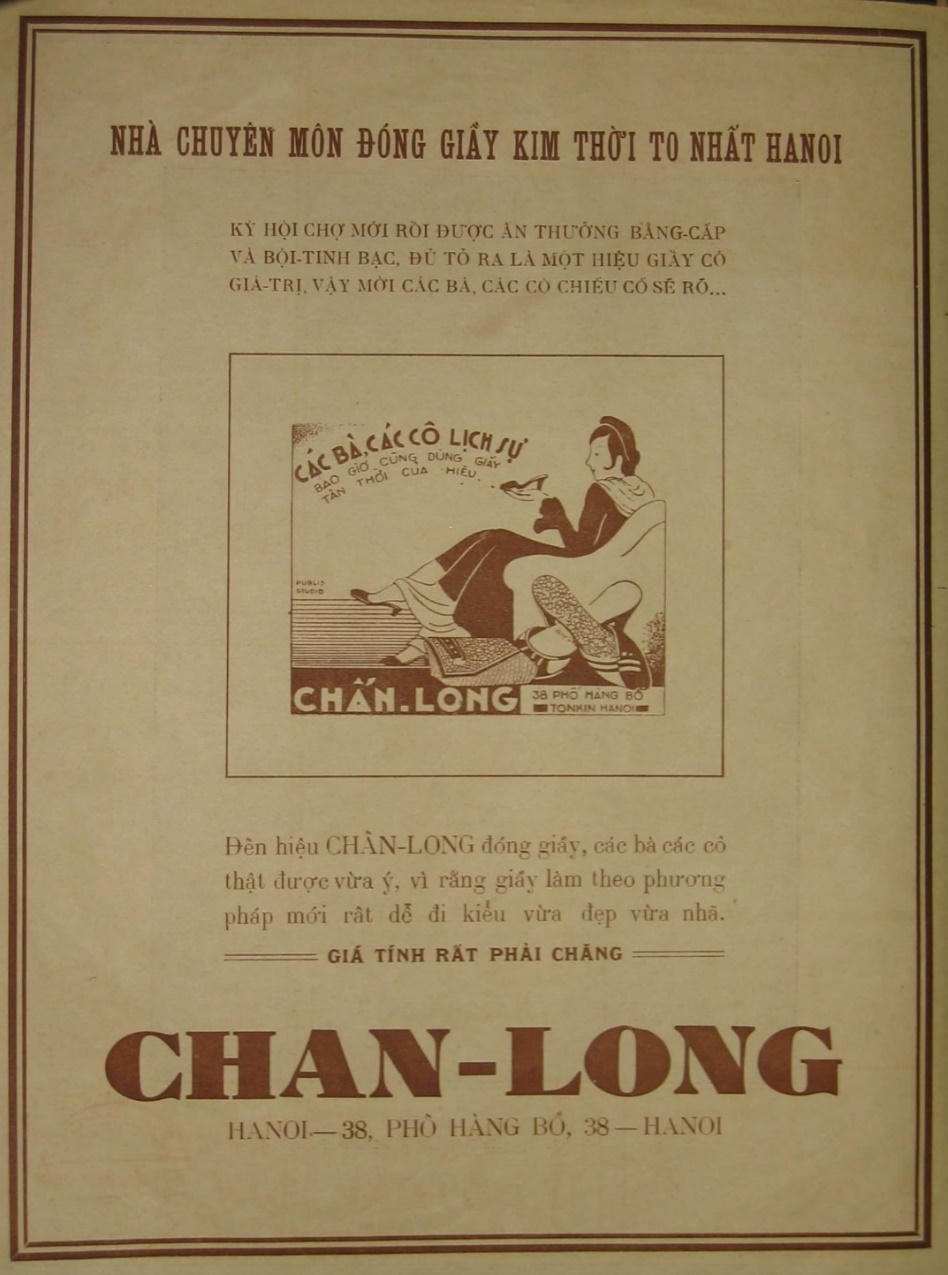 NHÀ CHUYÊN MÔN ĐÓNG GIẦY KIM THỜI TO NHẤT HANOI
KỲ HỘI CHỢ MỚI RỒI ĐƯỢC ĂN THƯỞNG BẰNG-CẤP
VÀ BỘI-TINH BẠC, ĐỦ TỎ RA LÀ MỘT HIỆU GIẦY CÓ
GIÁ-TRỊ, VẬY MỜI CÁC BÀ, CÁC CÔ CHIẾU CỐ SẼ RÕ...
CÁC BÀ, CÁC CÔ LỊCH SỰ
BAO GIỜ CŨNG DÙNG GIẦY
TÂN THỜI CỦA HIỆU...
PUBLIS
STUDIO
CHẤN-LONG
38 PHỐ HÀNG BỒ
TONKIN HANOI
Đến hiệu CHẤN-LONG đóng giầy, các bà các cô
thật được vừa ý, vì rằng giầy làm theo phương
pháp mới rất dễ đi kiểu vừa đẹp vừa nhã.
GIÁ TÍNH RẤT PHẢI CHĂNG
CHAN-LONG
HANOI — 38, PHỐ HÀNG BỒ, 38 — HANOI